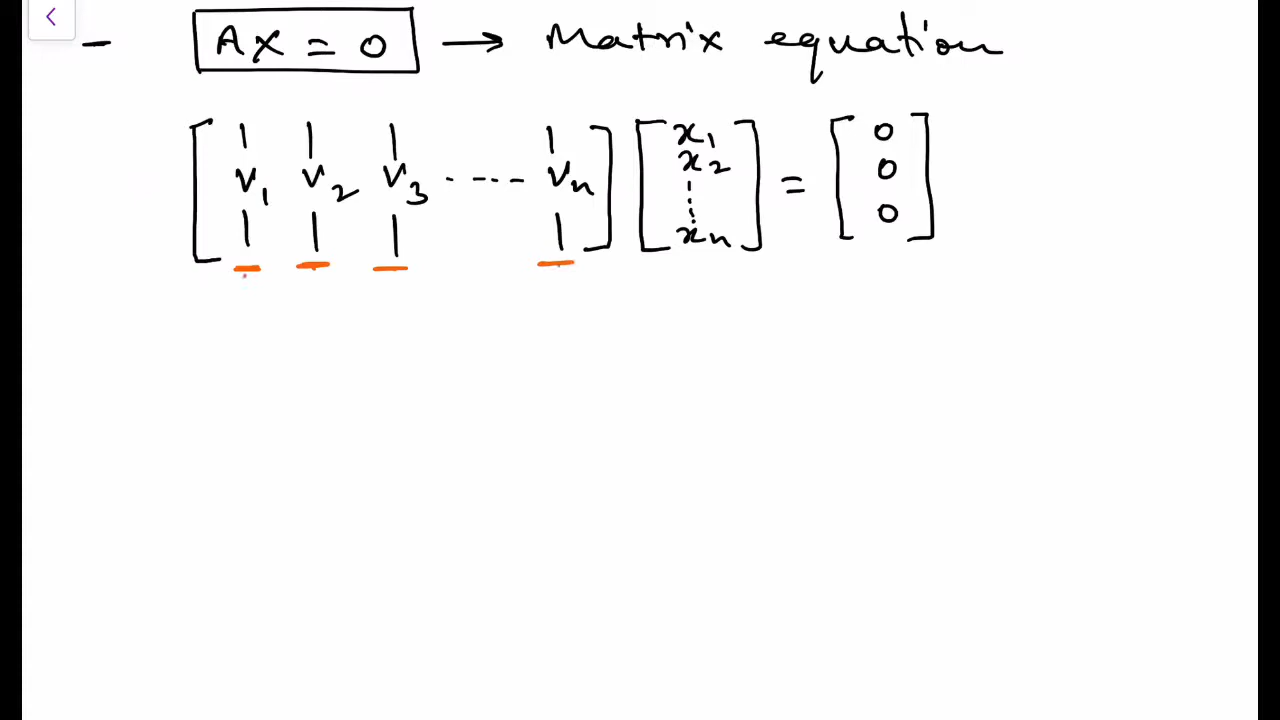 - AX = 0 → Matrix equation
[ | | | | ] [ x₁ ] = [ 0 ]
[ v₁ v₂ v₃ ----- vₙ ] [ x₂ ⋮ ] [ 0 ]
[ | | | | ] [ xₙ ] [ 0 ]